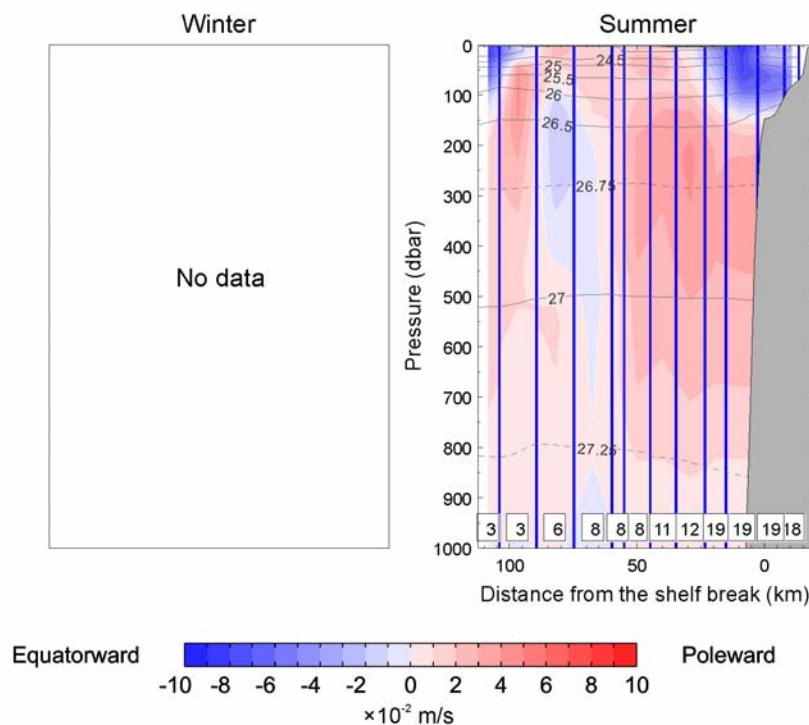 Winter
Summer
No data
Pressure (dbar)
0
100
200
300
400
500
600
700
800
900
1000
24.5
25
25.5
26
26.5
26.75
27
27.25
3 3 6 8 8 8 11 12 19 19 19 18
100 50 0
Distance from the shelf break (km)
Equatorward
Poleward
-10 -8 -6 -4 -2 0 2 4 6 8 10
×10⁻² m/s